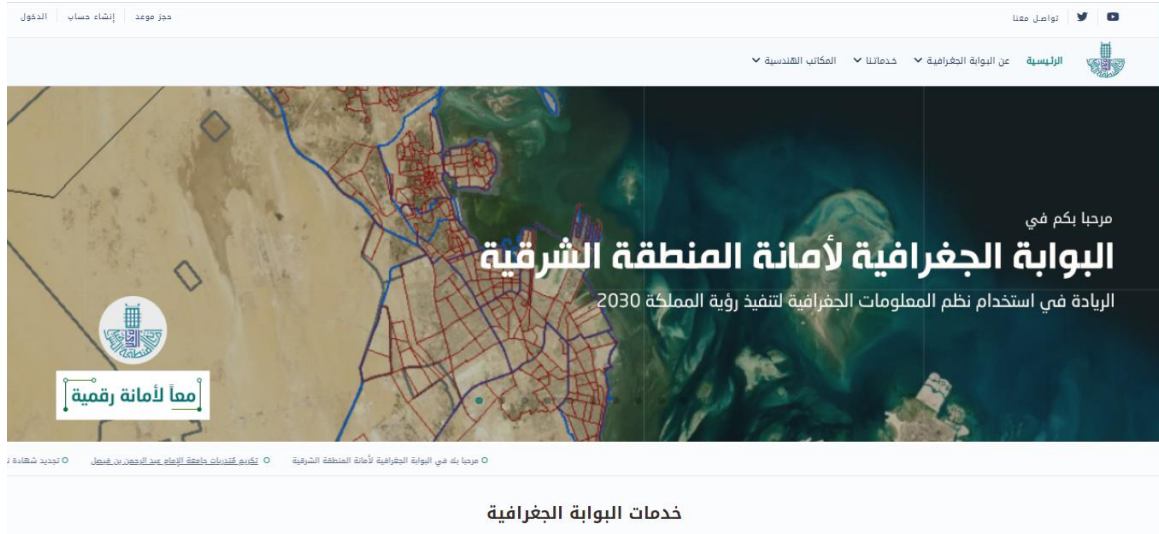 تواصل معنا
حجز موعد
إنشاء حساب
الدخول
الرئيسية
عن البوابة الجغرافية
خدماتنا
المكاتب الهندسية
مرحبا بكم في
البوابة الجغرافية لأمانة المنطقة الشرقية
الريادة في استخدام نظم المعلومات الجغرافية لتنفيذ رؤية المملكة 2030
معاً لأمانة رقمية
مرحبا بك في البوابة الجغرافية لأمانة المنطقة الشرقية
تكريم متدربات جامعة الإمام عبد الرحمن بن فيصل
تجديد شهادة
خدمات البوابة الجغرافية